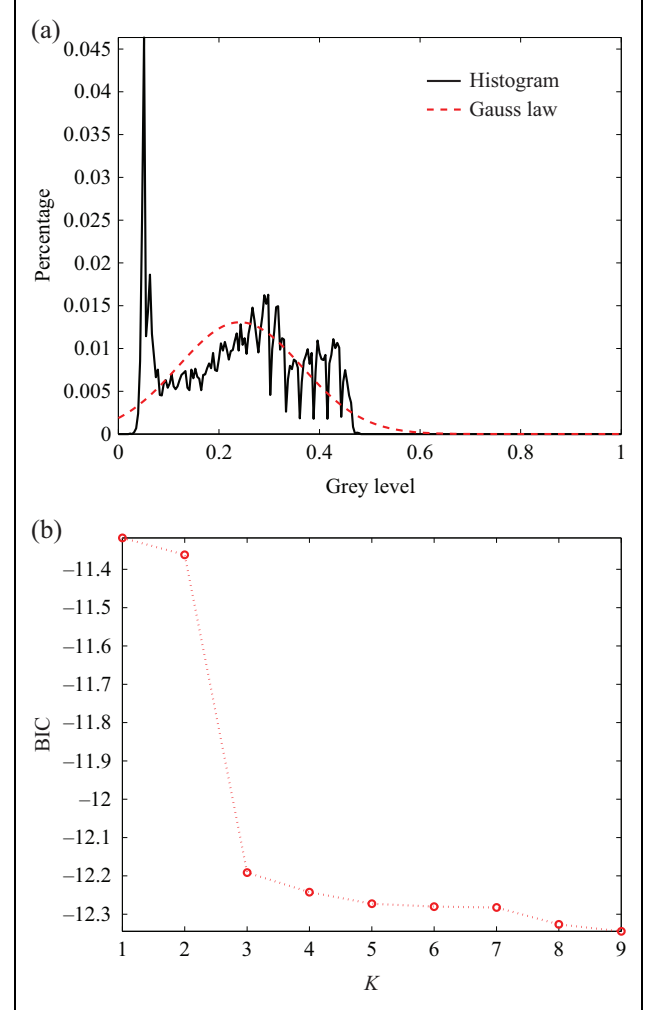 (a)
0.045
0.04
0.035
0.03
0.025
0.02
0.015
0.01
0.005
0
Percentage
Histogram
Gauss law
0 0.2 0.4 0.6 0.8 1
Grey level
(b)
−11.4
−11.5
−11.6
−11.7
−11.8
−11.9
−12
−12.1
−12.2
−12.3
BIC
1 2 3 4 5 6 7 8 9
K